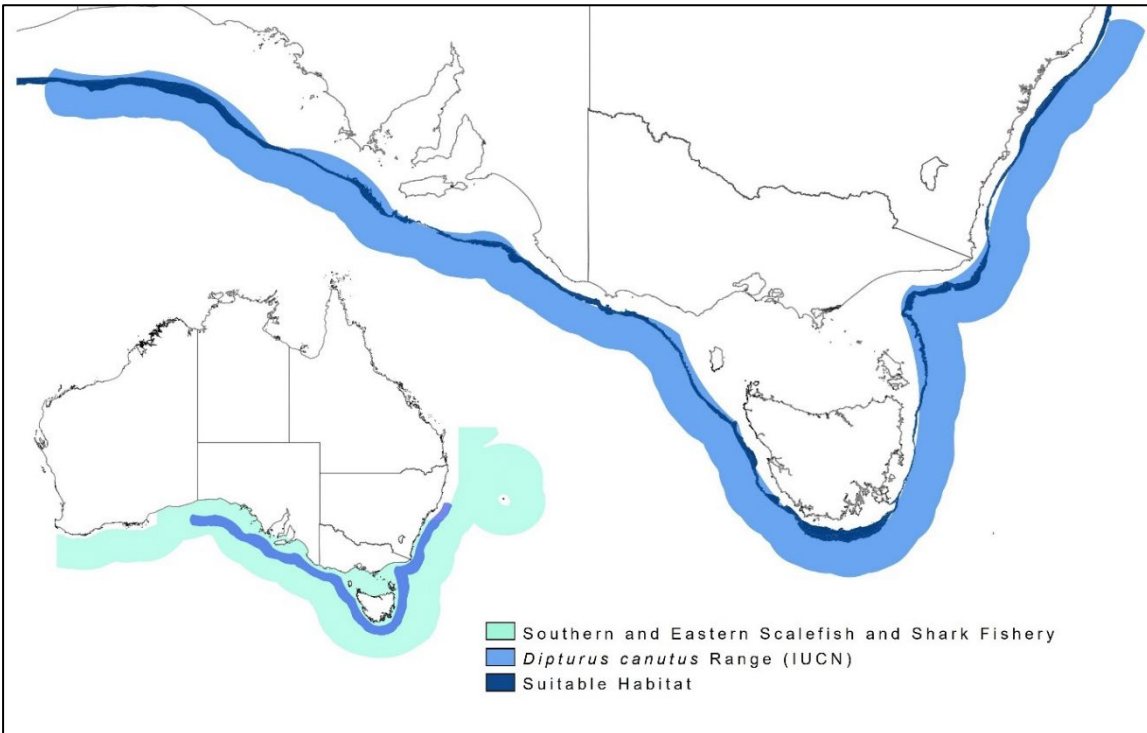 Southern and Eastern Scalefish and Shark Fishery
Dipturus canutus Range (IUCN)
Suitable Habitat